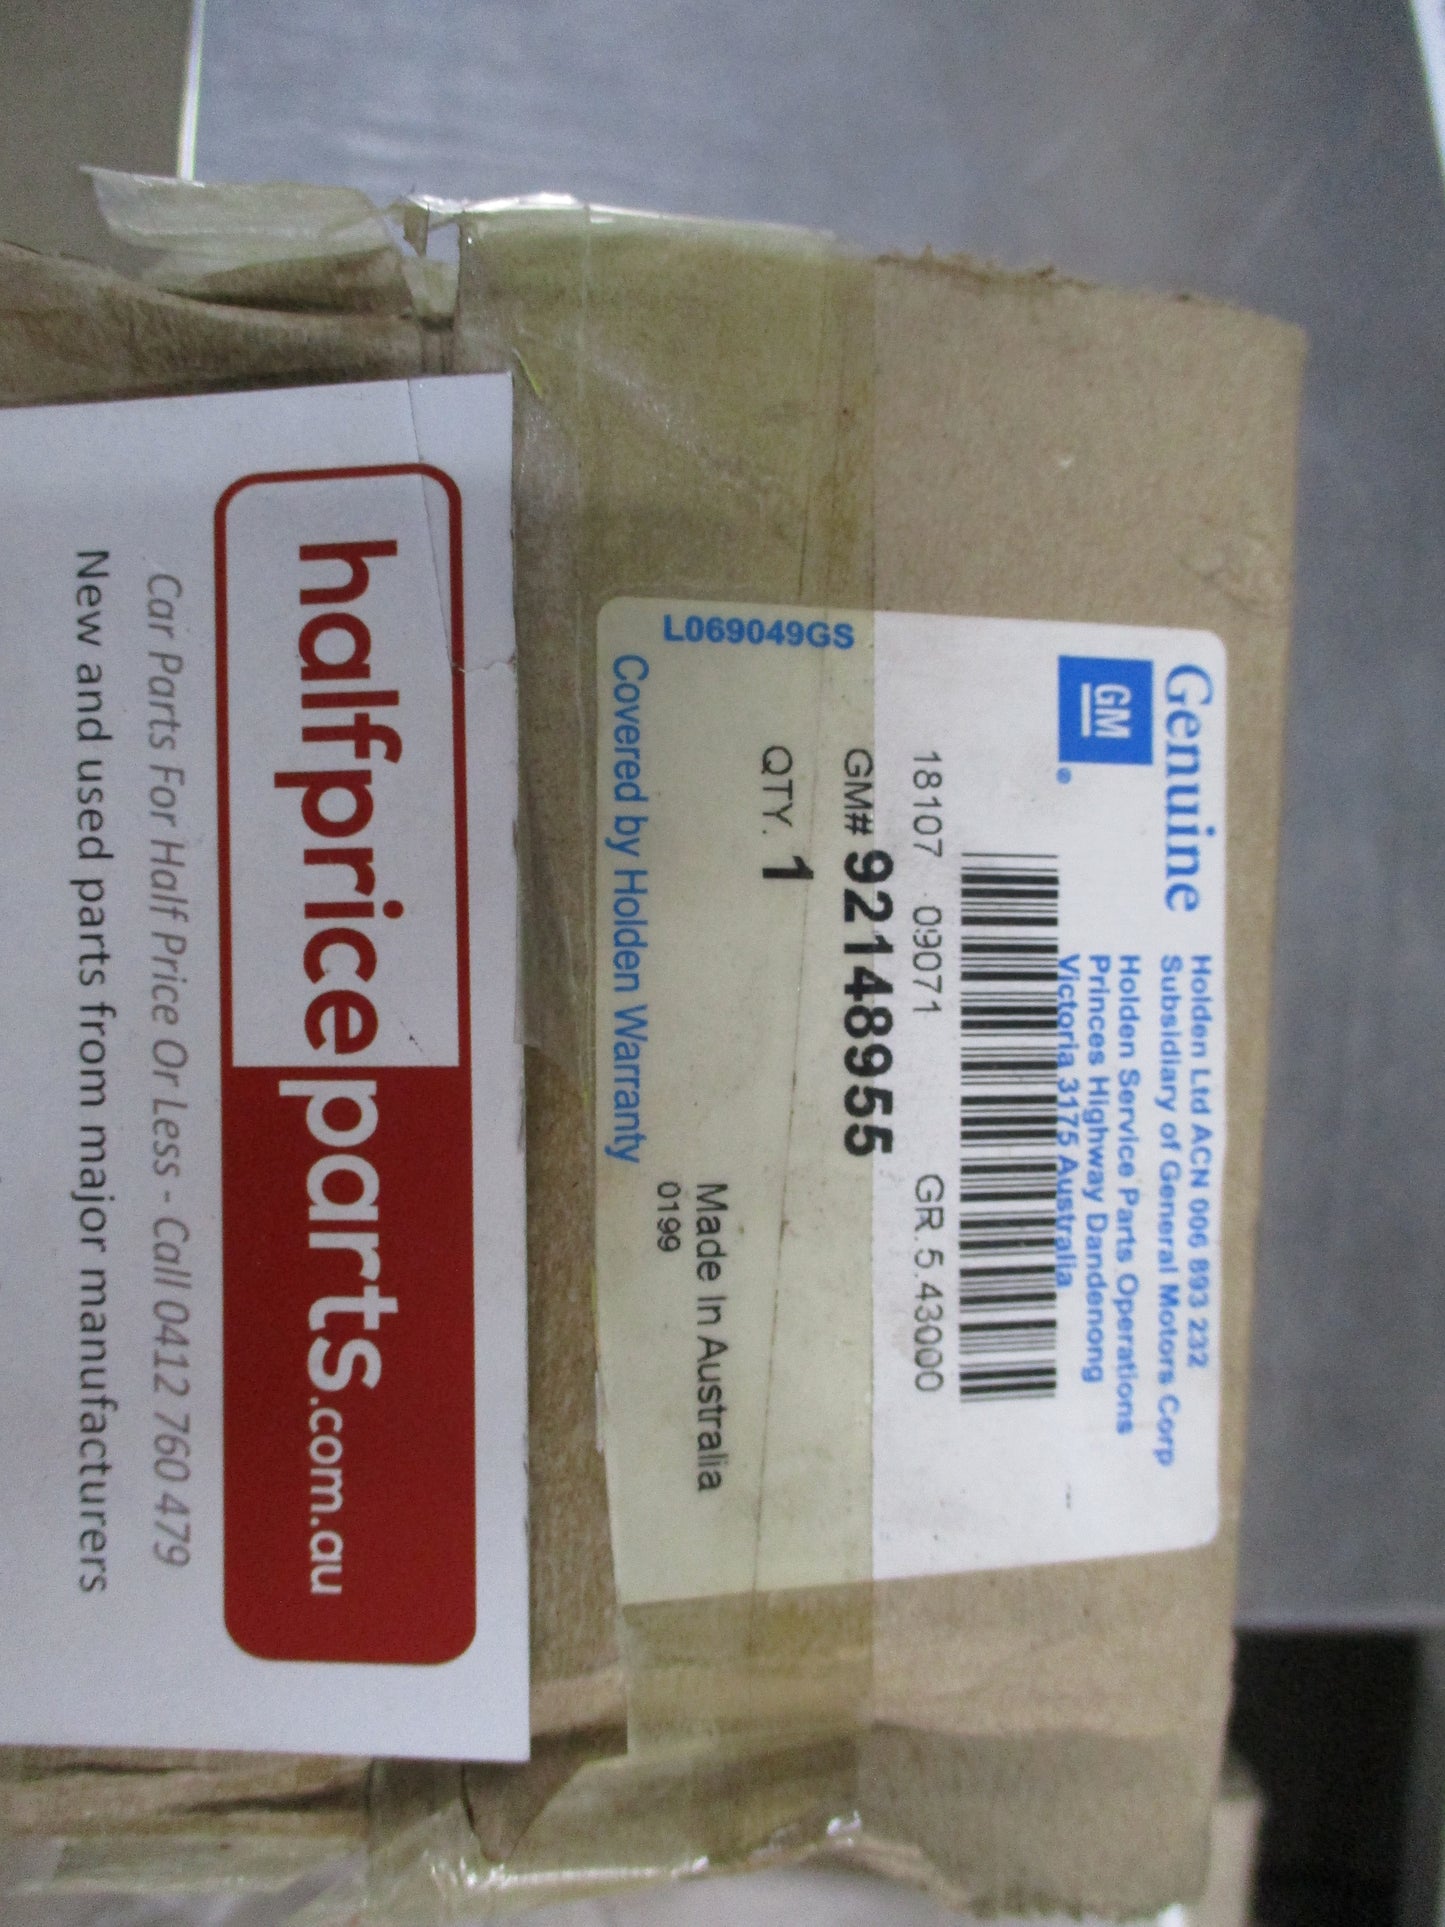 Genuine
GM
®
Holden Ltd ACN 006 893 232
Subsidiary of General Motors Corp
Holden Service Parts Operations
Princes Highway Dandenong
Victoria 3175 Australia
18107 09071 GR.5.43000
GM# 92148955
QTY. 1
Made In Australia
0199
L069049GS
Covered by Holden Warranty
halfpriceparts.com.au
Car Parts For Half Price Or Less - Call 0412 760 479
New and used parts from major manufacturers